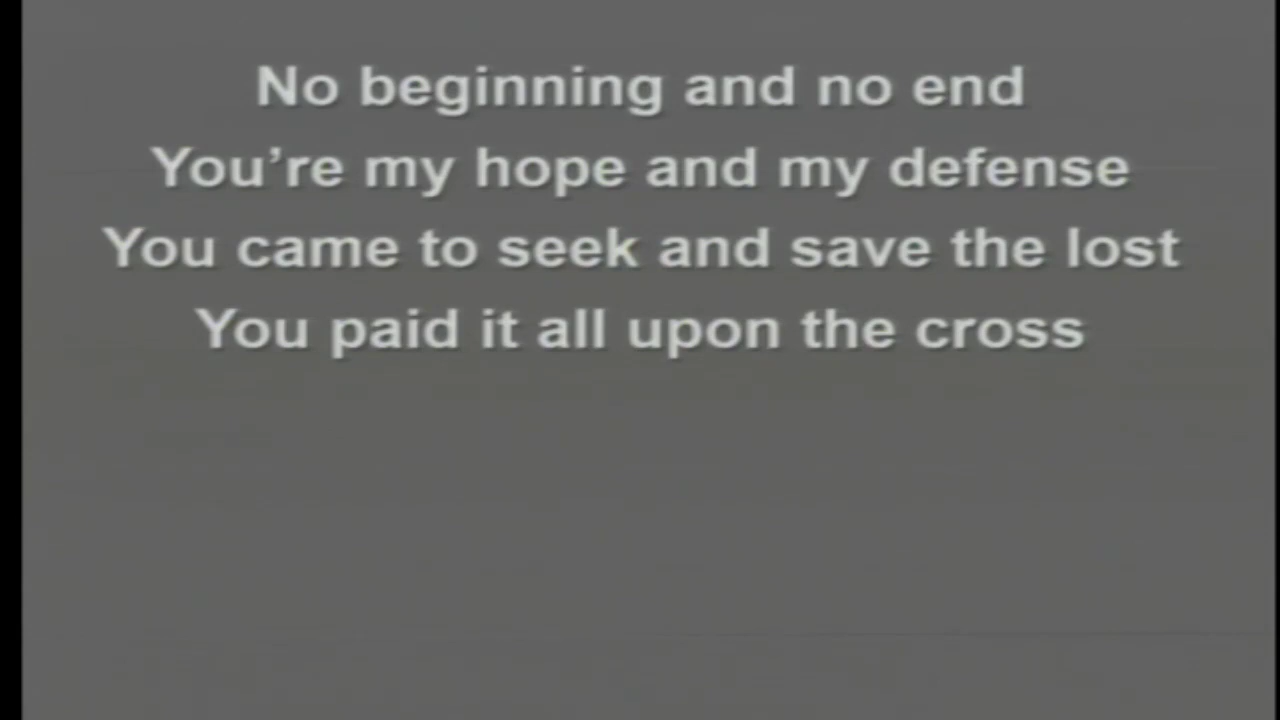 No beginning and no end
You’re my hope and my defense
You came to seek and save the lost
You paid it all upon the cross